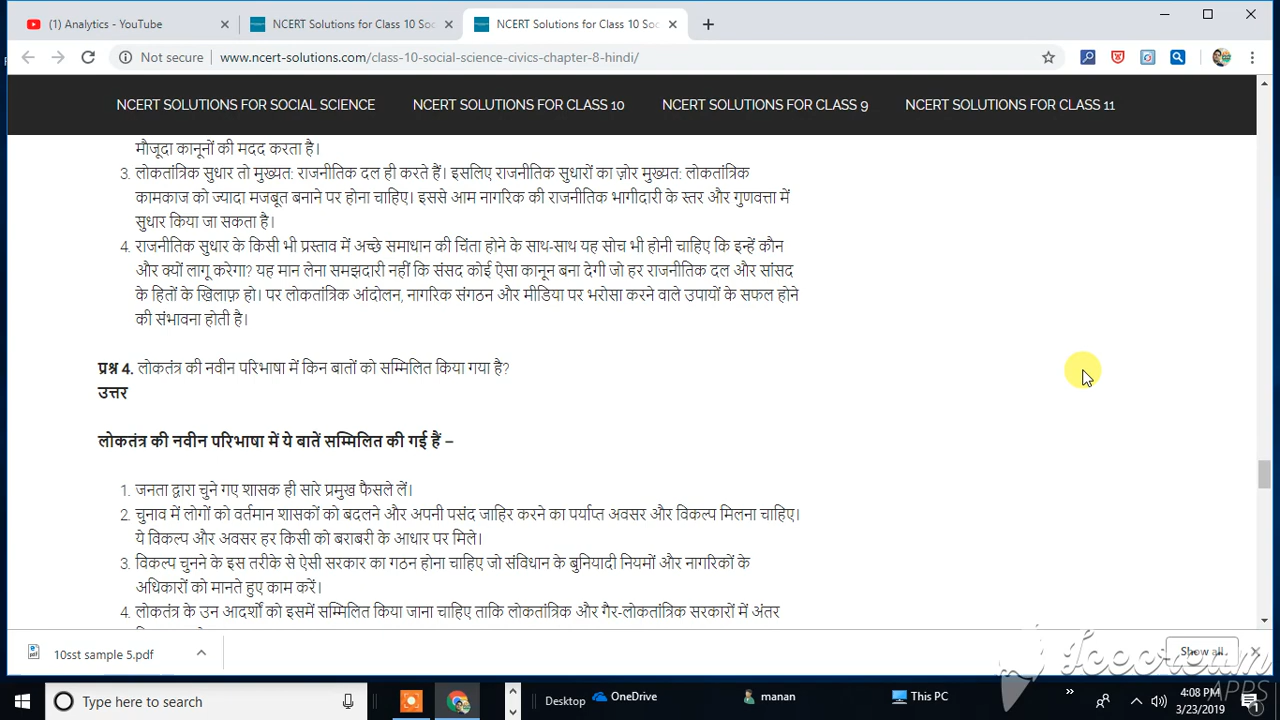 (1) Analytics - YouTube
NCERT Solutions for Class 10 Soc
NCERT Solutions for Class 10 Soc
Not secure
www.ncert-solutions.com/class-10-social-science-civics-chapter-8-hindi/
NCERT SOLUTIONS FOR SOCIAL SCIENCE
NCERT SOLUTIONS FOR CLASS 10
NCERT SOLUTIONS FOR CLASS 9
NCERT SOLUTIONS FOR CLASS 11
मौजूदा कानूनों की मदद करता है।
3. लोकतांत्रिक सुधार तो मुख्यत: राजनीतिक दल ही करते हैं। इसलिए राजनीतिक सुधारों का ज़ोर मुख्यत: लोकतांत्रिक
कामकाज को ज्यादा मजबूत बनाने पर होना चाहिए। इससे आम नागरिक की राजनीतिक भागीदारी के स्तर और गुणवत्ता में
सुधार किया जा सकता है।
4. राजनीतिक सुधार के किसी भी प्रस्ताव में अच्छे समाधान की चिंता होने के साथ-साथ यह सोच भी होनी चाहिए कि इन्हें कौन
और क्यों लागू करेगा? यह मान लेना समझदारी नहीं कि संसद कोई ऐसा कानून बना देगी जो हर राजनीतिक दल और सांसद
के हितों के खिलाफ़ हो। पर लोकतांत्रिक आंदोलन, नागरिक संगठन और मीडिया पर भरोसा करने वाले उपायों के सफल होने
की संभावना होती है।
प्रश्न 4. लोकतंत्र की नवीन परिभाषा में किन बातों को सम्मिलित किया गया है?
उत्तर
लोकतंत्र की नवीन परिभाषा में ये बातें सम्मिलित की गई हैं –
1. जनता द्वारा चुने गए शासक ही सारे प्रमुख फैसले लें।
2. चुनाव में लोगों को वर्तमान शासकों को बदलने और अपनी पसंद जाहिर करने का पर्याप्त अवसर और विकल्प मिलना चाहिए।
ये विकल्प और अवसर हर किसी को बराबरी के आधार पर मिले।
3. विकल्प चुनने के इस तरीके से ऐसी सरकार का गठन होना चाहिए जो संविधान के बुनियादी नियमों और नागरिकों के
अधिकारों को मानते हुए काम करें।
4. लोकतंत्र के उन आदर्शों को इसमें सम्मिलित किया जाना चाहिए ताकि लोकतांत्रिक और गैर-लोकतांत्रिक सरकारों में अंतर
10sst sample 5.pdf
Show all
Icecream
APPS
Type here to search
Desktop
OneDrive
manan
This PC
4:08 PM
3/23/2019